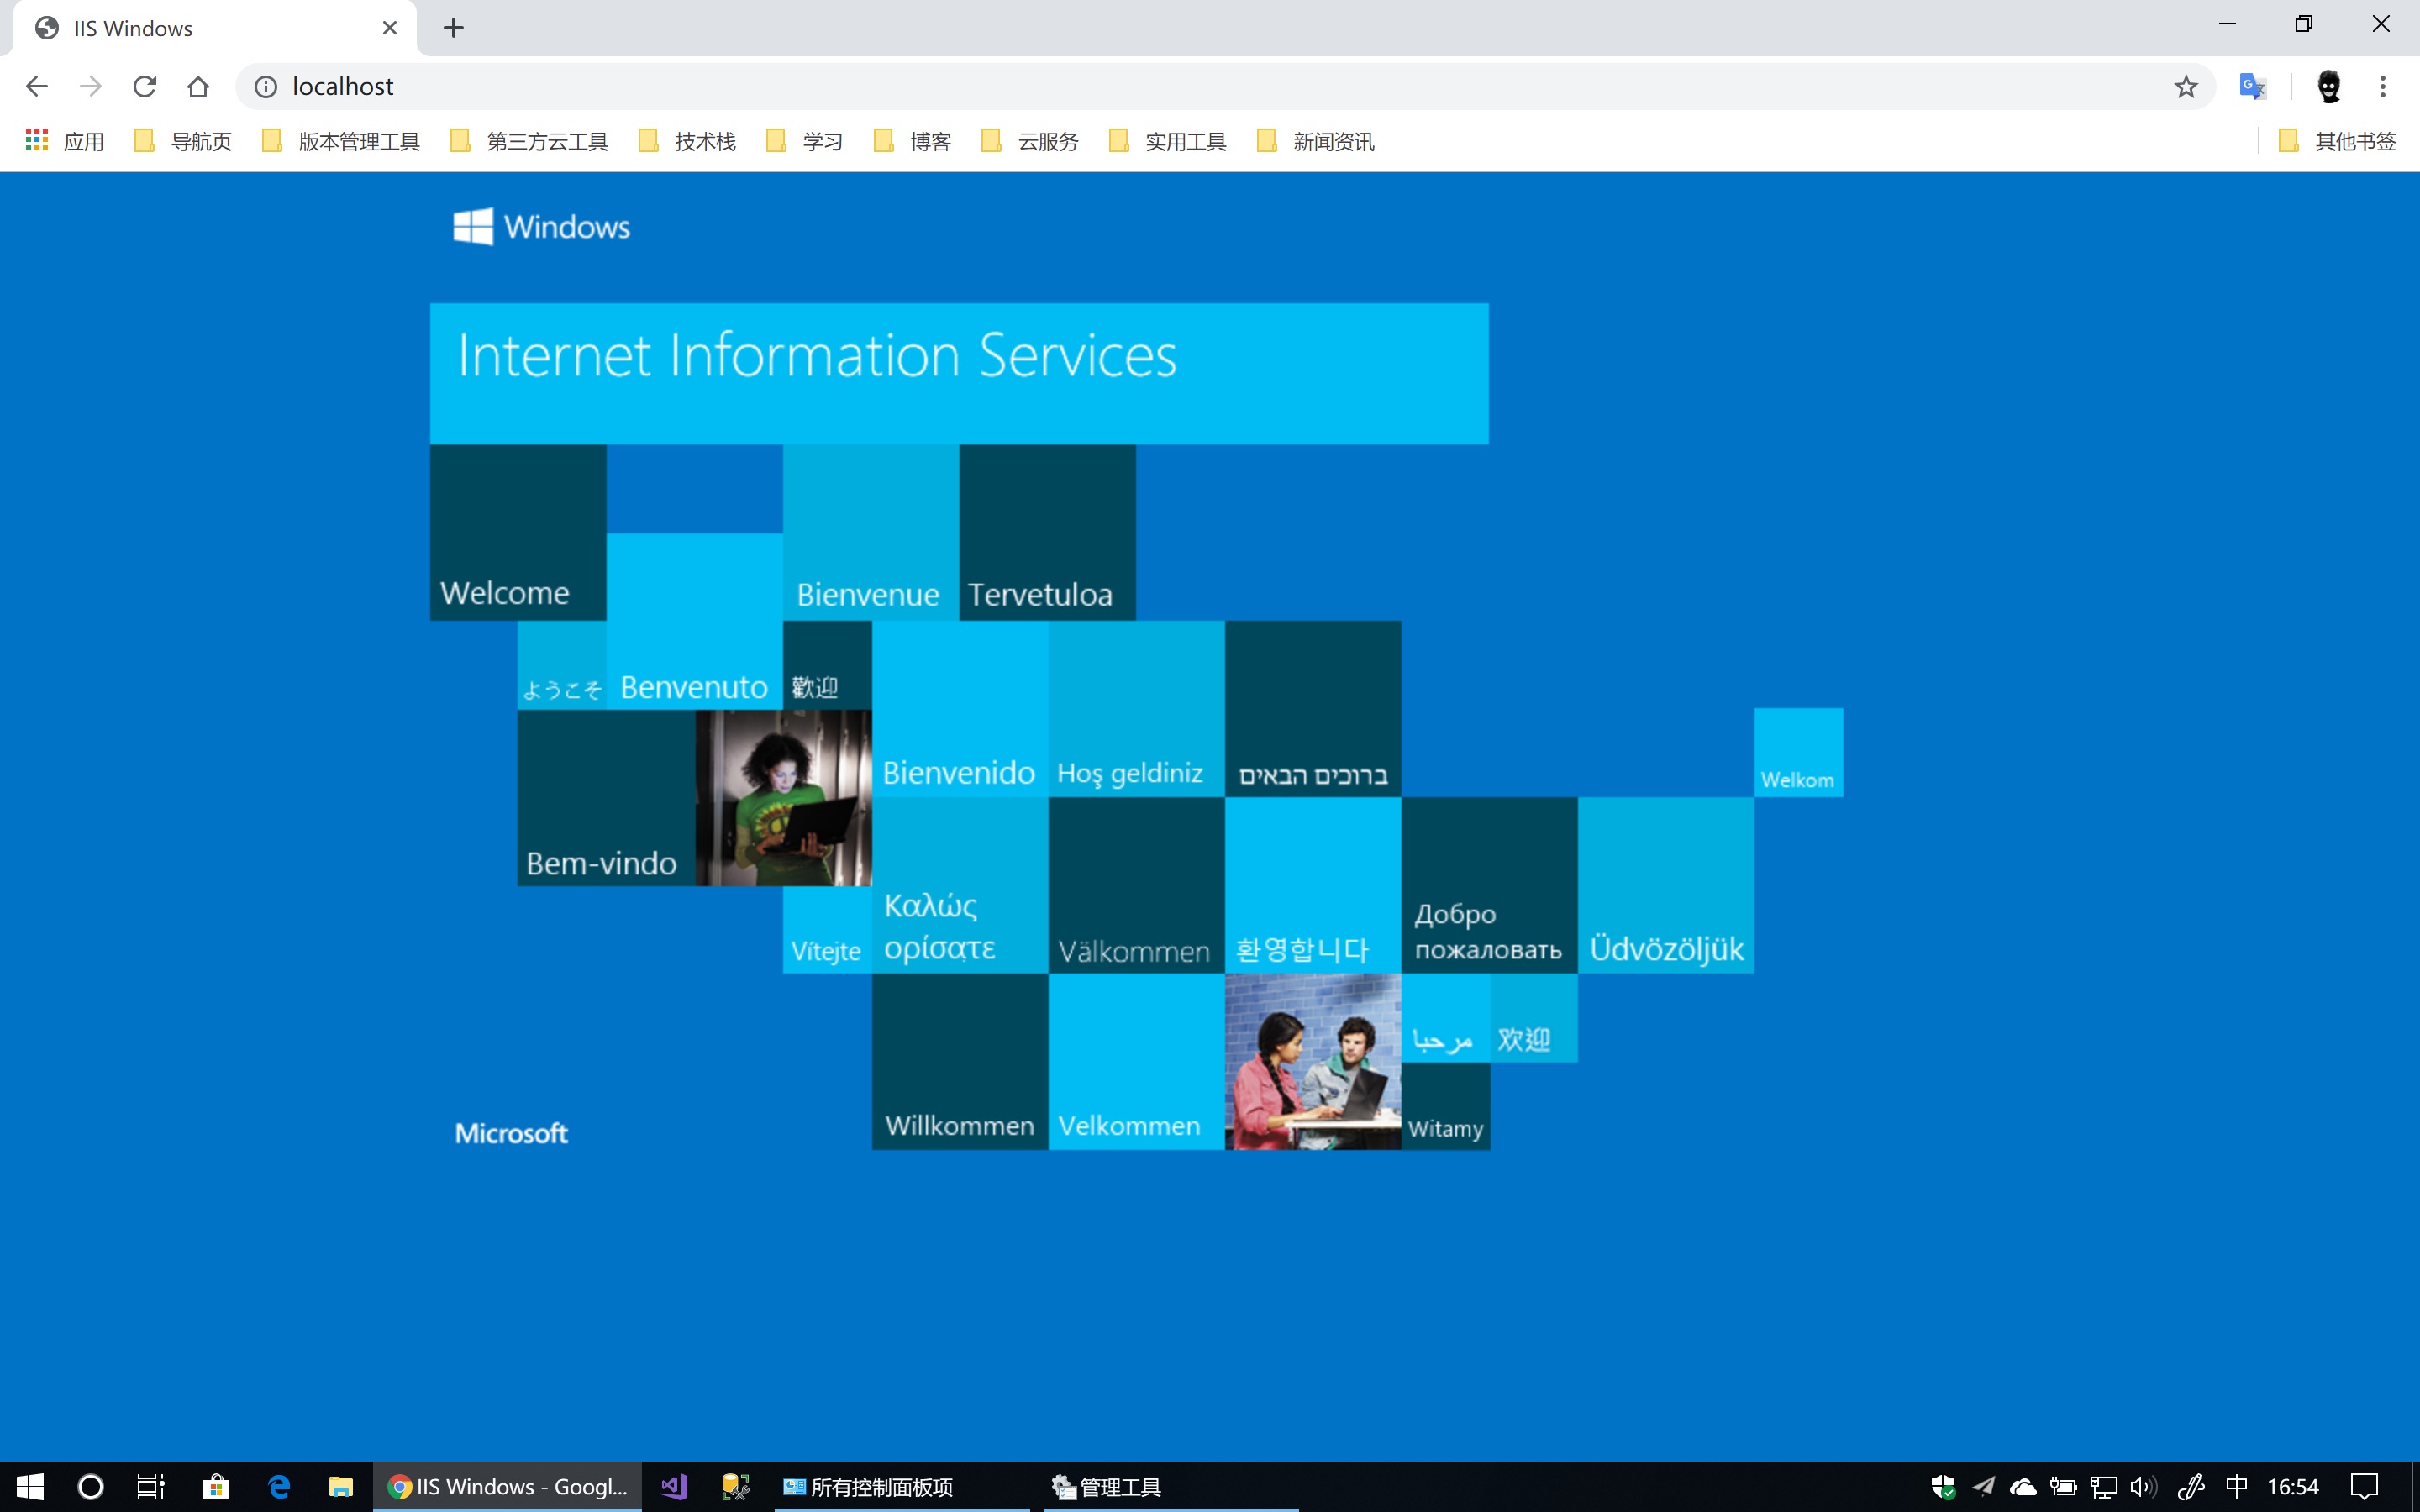 IIS Windows
localhost
应用 导航页 版本管理工具 第三方云工具 技术栈 学习 博客 云服务 实用工具 新闻资讯 其他书签
Windows
Internet Information Services
Welcome
Bienvenue
Tervetuloa
ようこそ
Benvenuto
歡迎
Bienvenido
Hoş geldiniz
ברוכים הבאים
Welkom
Bem-vindo
Vítejte
Καλώς
ορίσατε
Välkommen
환영합니다
Добро
пожаловать
Üdvözöljük
Willkommen
Velkommen
مرحبا
欢迎
Witamy
Microsoft
IIS Windows - Googl... 所有控制面板项 管理工具 中 16:54